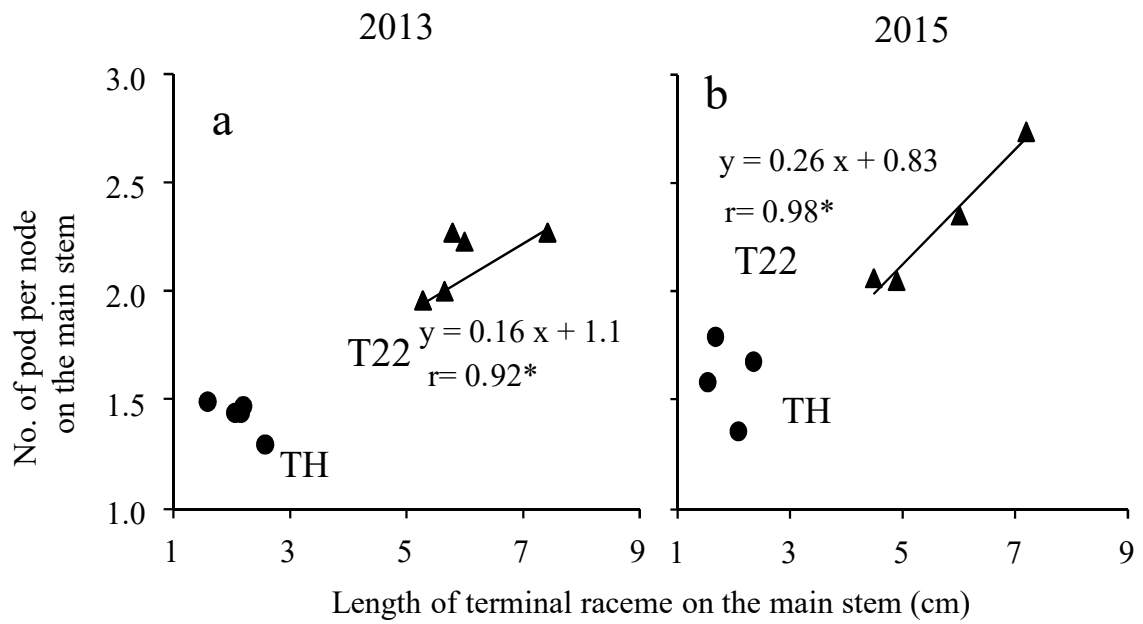 2013
2015
No. of pod per node
on the main stem
3.0
2.5
2.0
1.5
1.0
a
T22
y = 0.16 x + 1.1
r= 0.92*
TH
1
3
5
7
9
b
y = 0.26 x + 0.83
r= 0.98*
T22
TH
1
3
5
7
9
Length of terminal raceme on the main stem (cm)